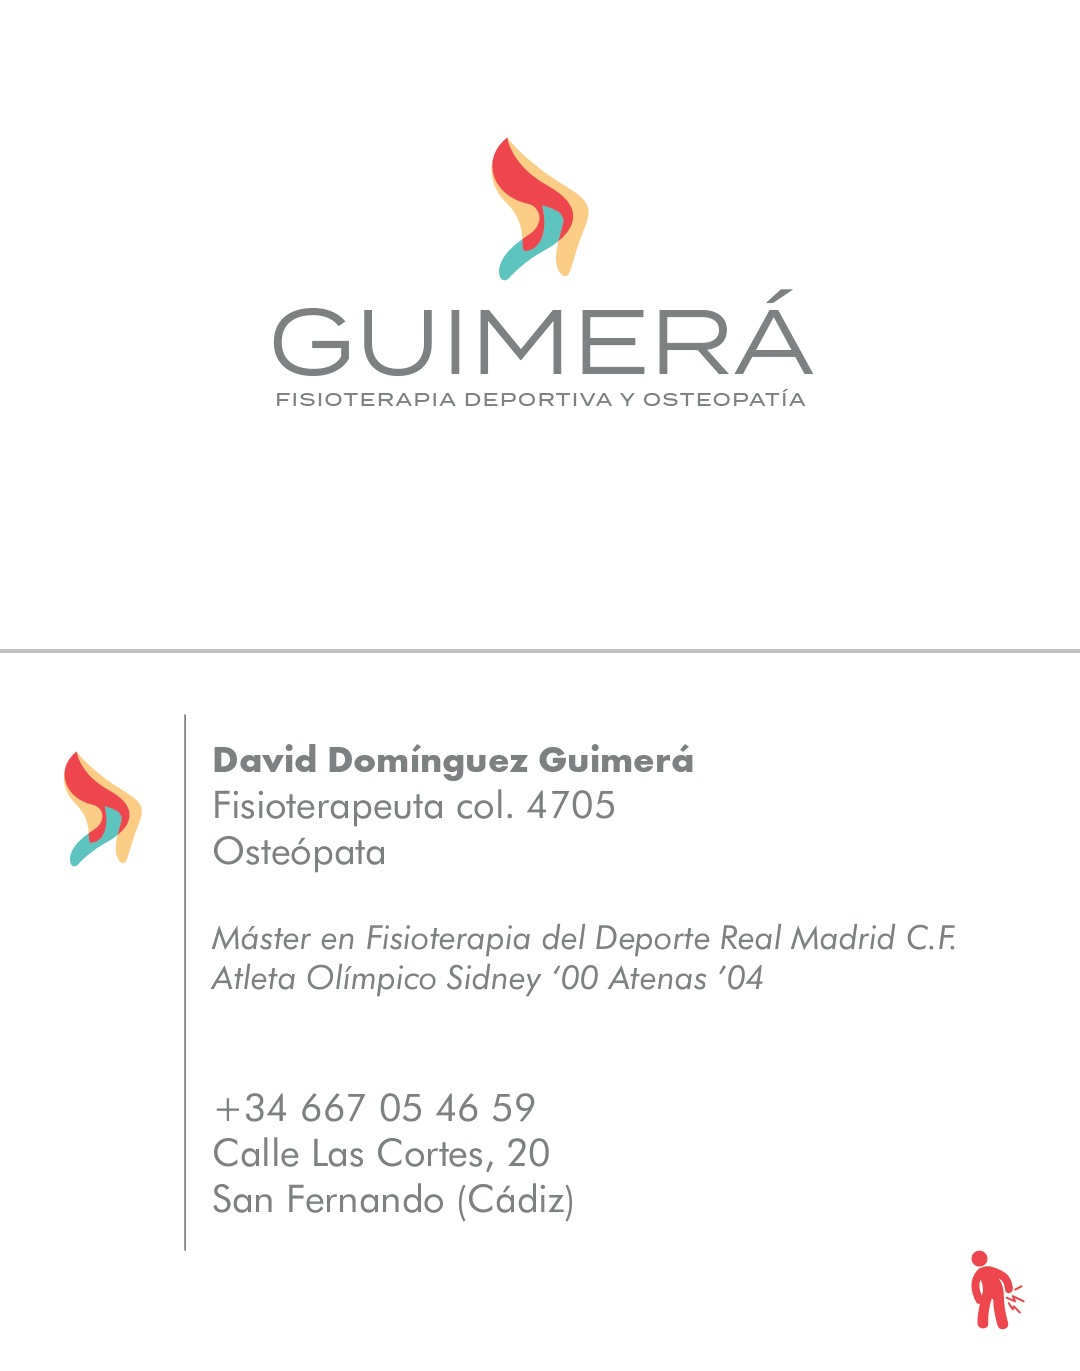 GUIMERÁ
FISIOTERAPIA DEPORTIVA Y OSTEOPATÍA
David Domínguez Guimerá
Fisioterapeuta col. 4705
Osteópata
Máster en Fisioterapia del Deporte Real Madrid C.F.
Atleta Olímpico Sidney ‘00 Atenas ’04
+34 667 05 46 59
Calle Las Cortes, 20
San Fernando (Cádiz)